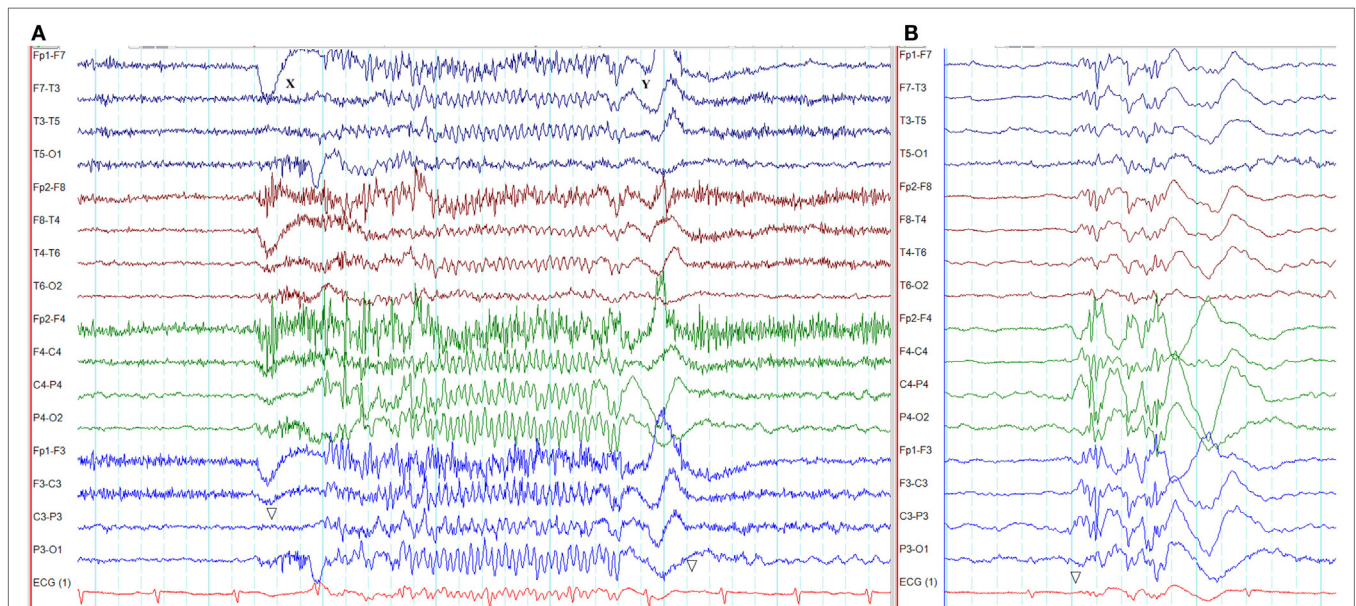 A
B
Fp1-F7
X
Y
F7-T3
T3-T5
T5-O1
Fp2-F8
F8-T4
T4-T6
T6-O2
Fp2-F4
F4-C4
C4-P4
P4-O2
Fp1-F3
F3-C3
C3-P3
P3-O1
ECG (1)
Fp1-F7
F7-T3
T3-T5
T5-O1
Fp2-F8
F8-T4
T4-T6
T6-O2
Fp2-F4
F4-C4
C4-P4
P4-O2
Fp1-F3
F3-C3
C3-P3
P3-O1
ECG (1)